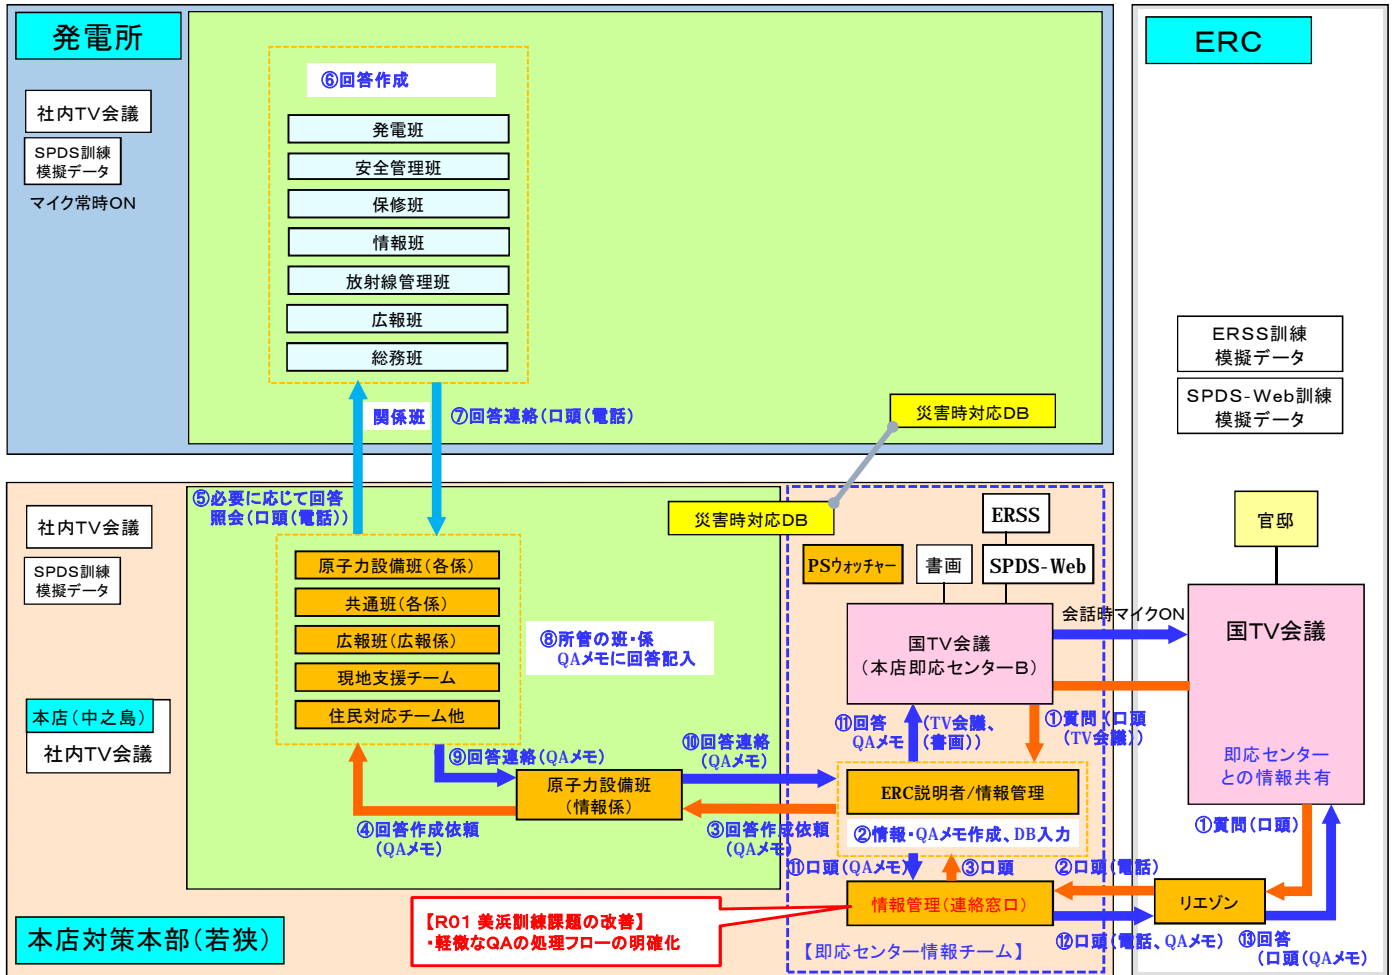 発電所
社内TV会議
SPDS訓練
模擬データ
マイク常時ON
⑥回答作成
発電班
安全管理班
保修班
情報班
放射線管理班
広報班
総務班
関係班
⑦回答連絡(口頭(電話)
災害時対応DB
ERC
ERSS訓練
模擬データ
SPDS-Web訓練
模擬データ
官邸
国TV会議
即応センター
との情報共有
①質問(口頭)
リエゾン
⑬回答
(口頭(QAメモ)
社内TV会議
SPDS訓練
模擬データ
本店(中之島)
社内TV会議
本店対策本部(若狭)
⑤必要に応じて回答
照会(口頭(電話))
原子力設備班(各係)
共通班(各係)
広報班(広報係)
現地支援チーム
住民対応チーム他
⑧所管の班・係
QAメモに回答記入
災害時対応DB
⑨回答連絡(QAメモ)
原子力設備班
(情報係)
④回答作成依頼
(QAメモ)
⑩回答連絡
(QAメモ)
③回答作成依頼
(QAメモ)
PSウォッチャー
書画
ERSS
SPDS-Web
国TV会議
(本店即応センターB)
会話時マイクON
⑪回答
QAメモ
(TV会議、
(書画))
①質問(口頭
(TV会議))
ERC説明者/情報管理
②情報・QAメモ作成、DB入力
⑪口頭(QAメモ)
③口頭
②口頭(電話)
情報管理(連絡窓口)
⑫口頭(電話、QAメモ)
【即応センター情報チーム】
【R01 美浜訓練課題の改善】
・軽微なQAの処理フローの明確化